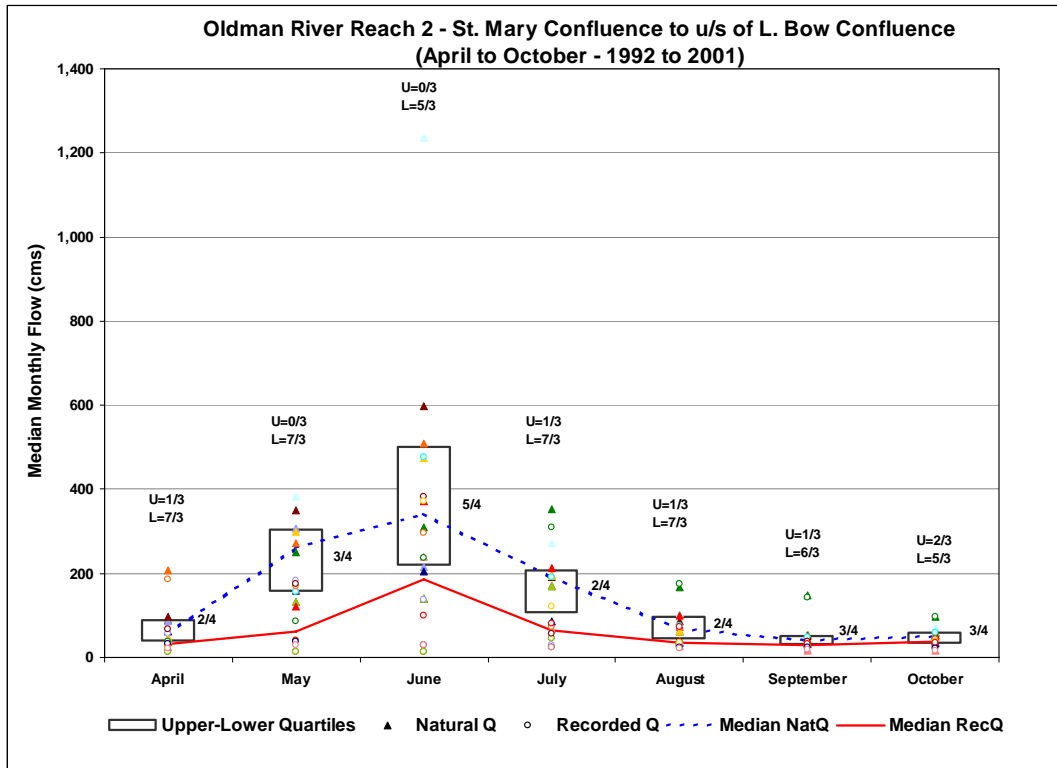 Oldman River Reach 2 - St. Mary Confluence to u/s of L. Bow Confluence
(April to October - 1992 to 2001)
Median Monthly Flow (cms)
1,400
1,200
1,000
800
600
400
200
0
U=1/3
L=7/3
2/4
U=0/3
L=7/3
3/4
U=0/3
L=5/3
5/4
U=1/3
L=7/3
2/4
U=1/3
L=7/3
2/4
U=1/3
L=6/3
3/4
U=2/3
L=5/3
3/4
April May June July August September October
Upper-Lower Quartiles Natural Q Recorded Q Median NatQ Median RecQ